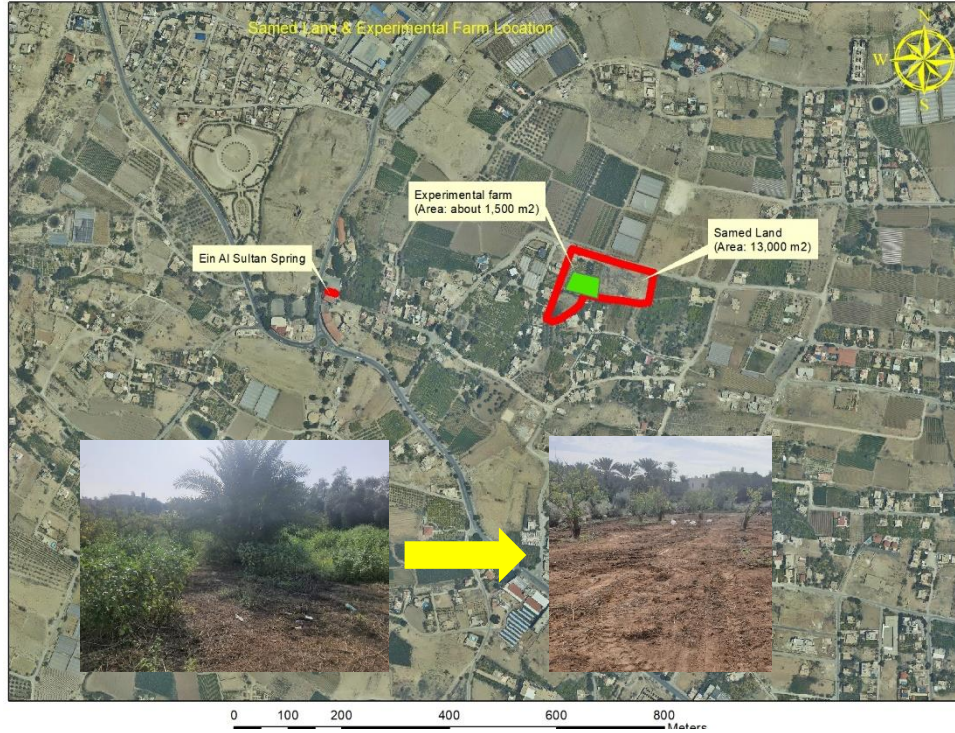 Samed Land & Experimental Farm Location
N
W
S
Experimental farm
(Area: about 1,500 m2)
Samed Land
(Area: 13,000 m2)
Ein Al Sultan Spring
0 100 200 400 600 800
Meters